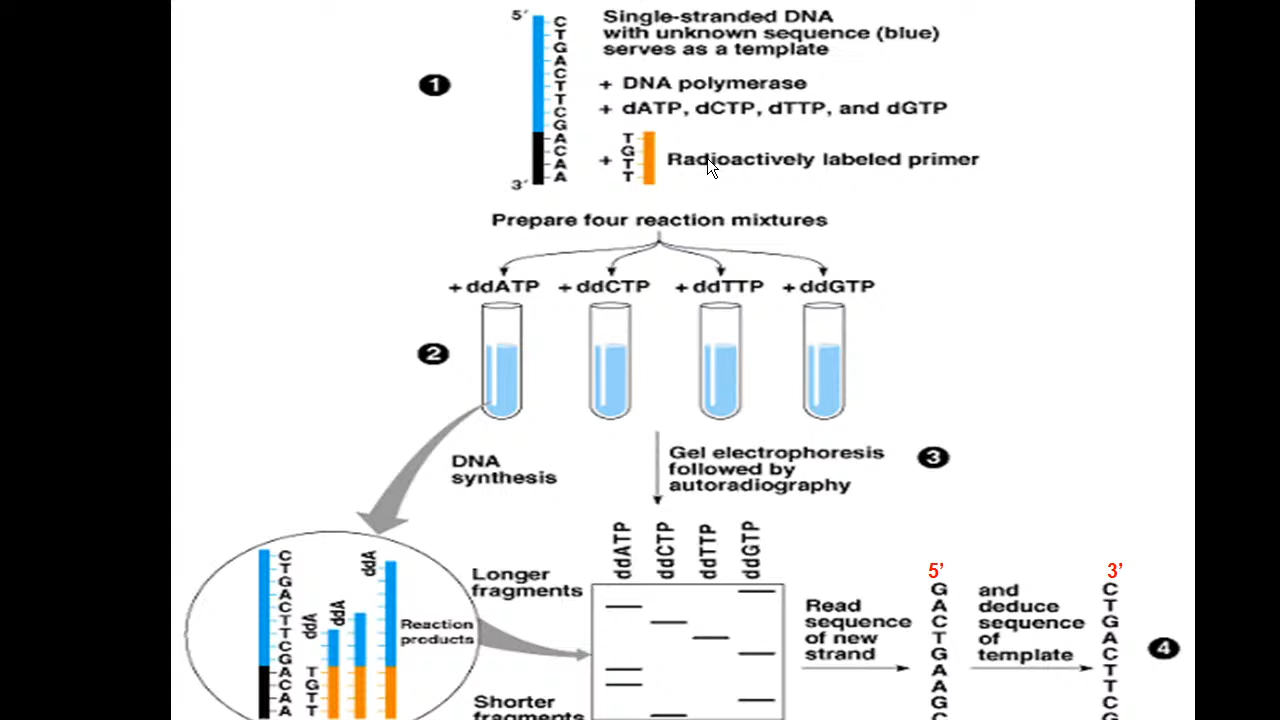 5′
C
T
G
A
C
T
T
C
G
A
C
A
A
3′
1
Single-stranded DNA
with unknown sequence (blue)
serves as a template
+ DNA polymerase
+ dATP, dCTP, dTTP, and dGTP
+
T
G
T
T
Radioactively labeled primer
Prepare four reaction mixtures
+ ddATP + ddCTP + ddTTP + ddGTP
2
DNA
synthesis
Gel electrophoresis
followed by
autoradiography
3
C
T
G
A
C
T
T
C
G
A
C
A
A
ddA
T
G
T
T
ddA
ddA
Reaction
products
Longer
fragments
Shorter
fragments
ddATP
ddCTP
ddTTP
ddGTP
Read
sequence
of new
strand
5’
G
A
C
T
G
A
A
G
C
and
deduce
sequence
of
template
3’
C
T
G
A
C
T
T
C
G
4